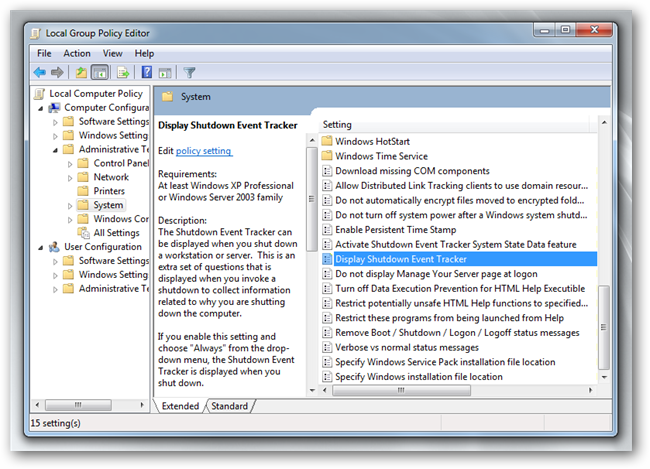 Local Group Policy Editor
File Action View Help
Local Computer Policy
Computer Configura
Software Settings
Windows Setting
Administrative Te
Control Panel
Network
Printers
System
Windows Con
All Settings
User Configuration
Software Settings
Windows Setting
Administrative Te
System
Display Shutdown Event Tracker
Edit policy setting
Requirements:
At least Windows XP Professional
or Windows Server 2003 family
Description:
The Shutdown Event Tracker can
be displayed when you shut down
a workstation or server. This is an
extra set of questions that is
displayed when you invoke a
shutdown to collect information
related to why you are shutting
down the computer.
If you enable this setting and
choose "Always" from the drop-
down menu, the Shutdown Event
Tracker is displayed when you
shut down.
Setting
Windows HotStart
Windows Time Service
Download missing COM components
Allow Distributed Link Tracking clients to use domain resour...
Do not automatically encrypt files moved to encrypted fold...
Do not turn off system power after a Windows system shutd...
Enable Persistent Time Stamp
Activate Shutdown Event Tracker System State Data feature
Display Shutdown Event Tracker
Do not display Manage Your Server page at logon
Turn off Data Execution Prevention for HTML Help Executible
Restrict potentially unsafe HTML Help functions to specified...
Restrict these programs from being launched from Help
Remove Boot / Shutdown / Logon / Logoff status messages
Verbose vs normal status messages
Specify Windows Service Pack installation file location
Specify Windows installation file location
Extended Standard
15 setting(s)